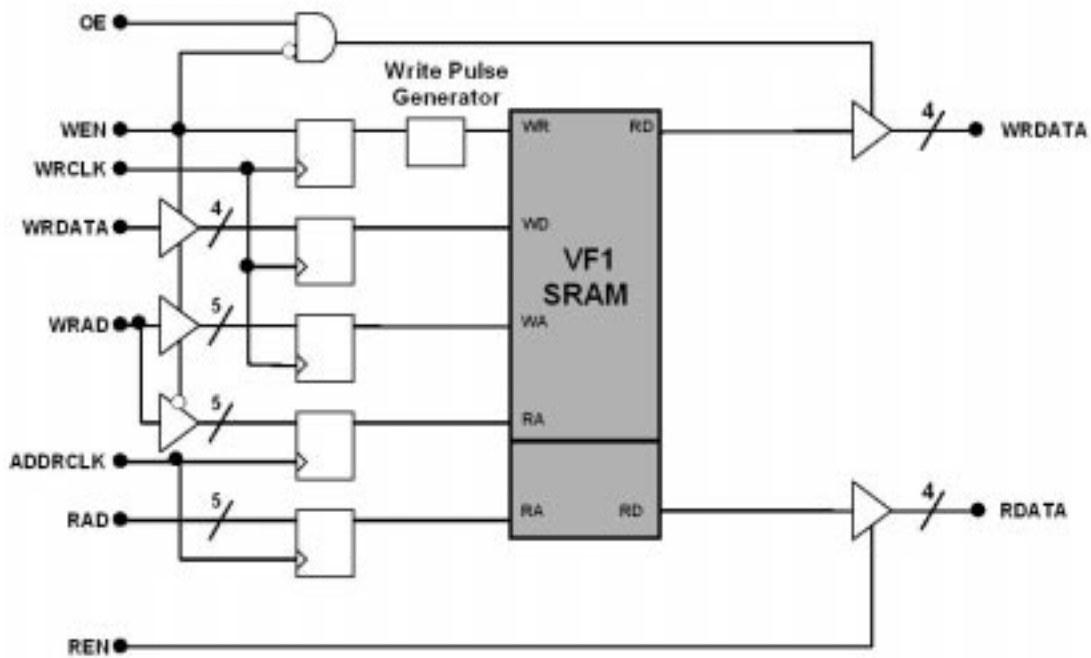 OE
Write Pulse
Generator
WEN
WR
RD
4
WRDATA
WRCLK
WRDATA
4
WD
VF1
SRAM
WRAD
5
WA
5
RA
ADDRCLK
RAD
5
RA
RD
4
RDATA
REN